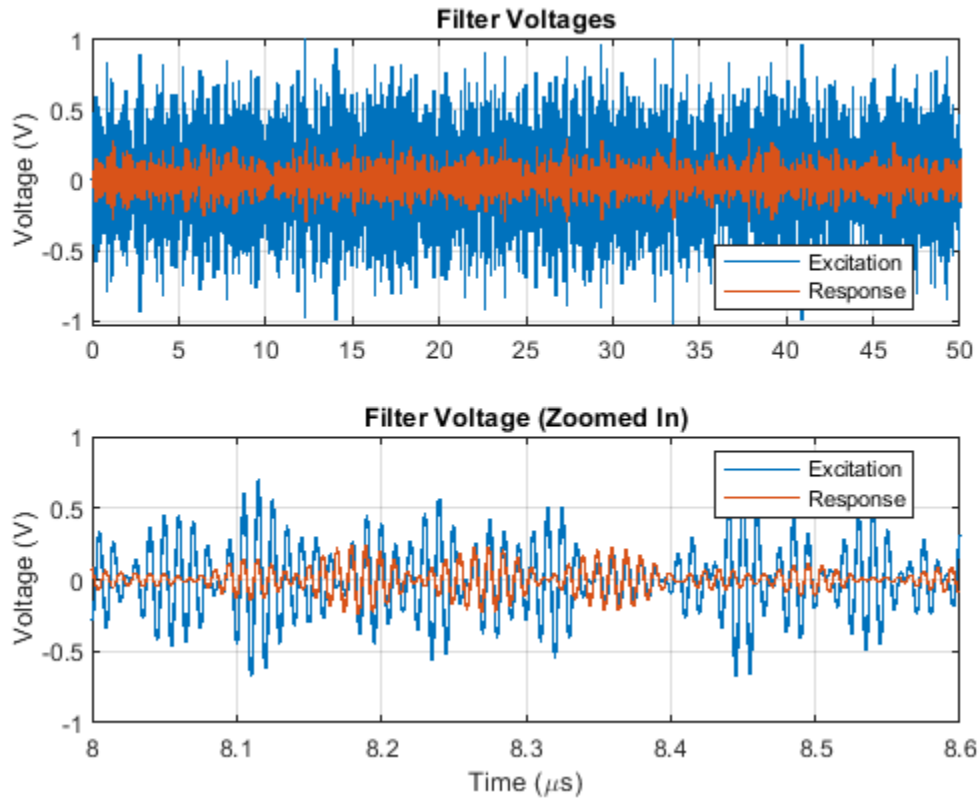 Filter Voltages
Voltage (V)
1
0.5
0
-0.5
-1
Excitation
Response
0 5 10 15 20 25 30 35 40 45 50
Filter Voltage (Zoomed In)
Voltage (V)
1
0.5
0
-0.5
-1
Excitation
Response
8 8.1 8.2 8.3 8.4 8.5 8.6
Time (μs)